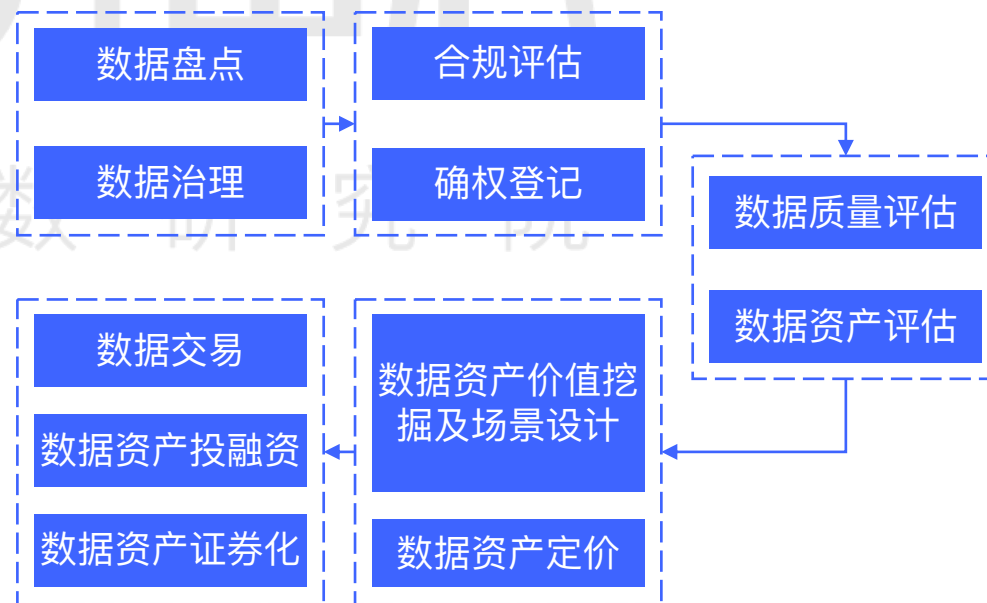 数据盘点
数据治理
合规评估
确权登记
数据质量评估
数据资产评估
数据资产价值挖
掘及场景设计
数据资产定价
数据交易
数据资产投融资
数据资产证券化